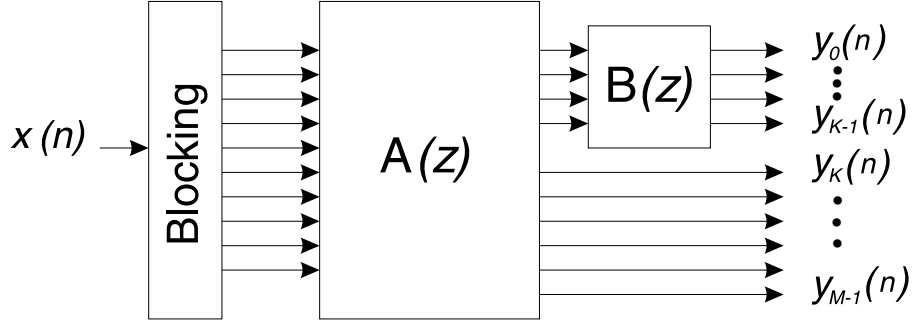 x(n)
Blocking
A(z)
B(z)
y0(n)
yK-1(n)
yK(n)
yM-1(n)